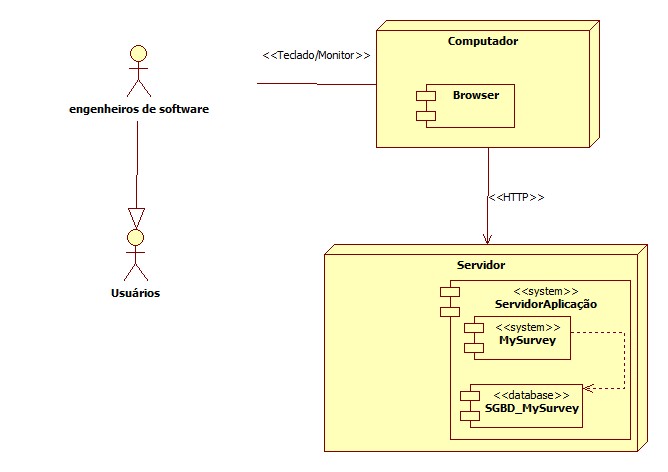 Computador
<<Teclado/Monitor>>
Browser
engenheiros de software
<<HTTP>>
Servidor
Usuários
<<system>>
ServidorAplicação
<<system>>
MySurvey
<<database>>
SGBD_MySurvey